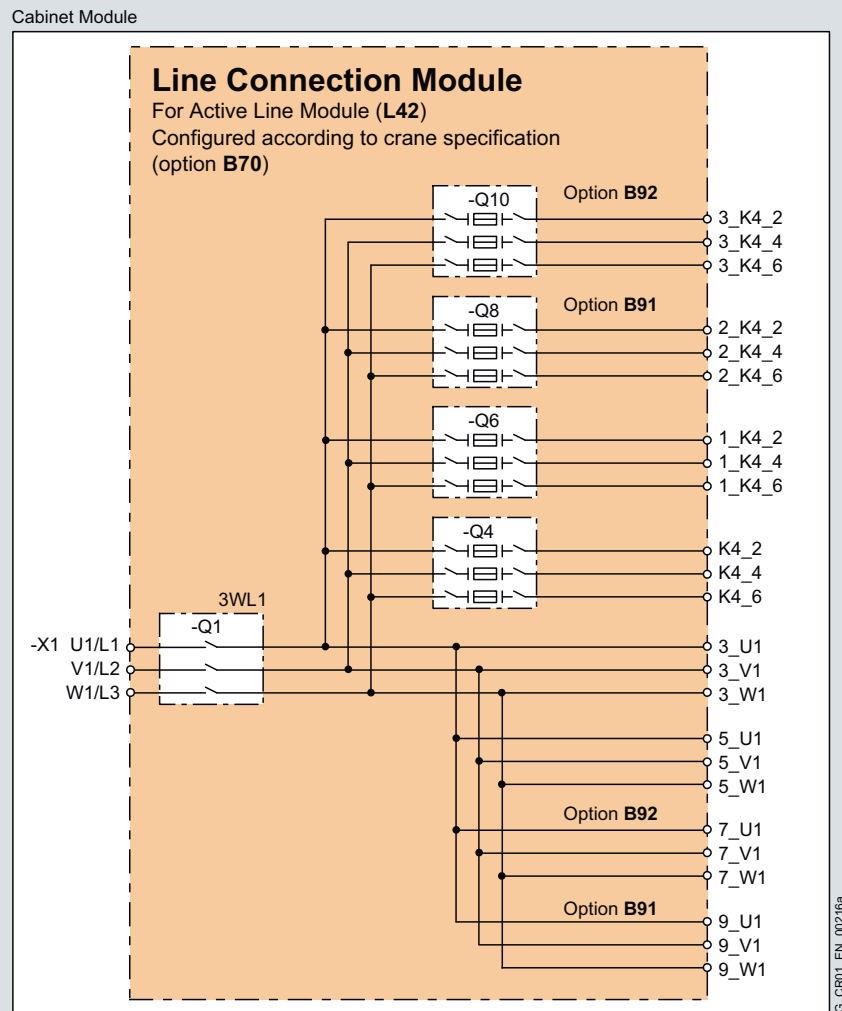 Cabinet Module
Line Connection Module
For Active Line Module (L42)
Configured according to crane specification
(option B70)
-Q10
Option B92
3_K4_2
3_K4_4
3_K4_6
-Q8
Option B91
2_K4_2
2_K4_4
2_K4_6
-Q6
1_K4_2
1_K4_4
1_K4_6
-Q4
K4_2
K4_4
K4_6
3WL1
-Q1
-X1 U1/L1
V1/L2
W1/L3
3_U1
3_V1
3_W1
5_U1
5_V1
5_W1
Option B92
7_U1
7_V1
7_W1
Option B91
9_U1
9_V1
9_W1
G_CR01_EN_00216a